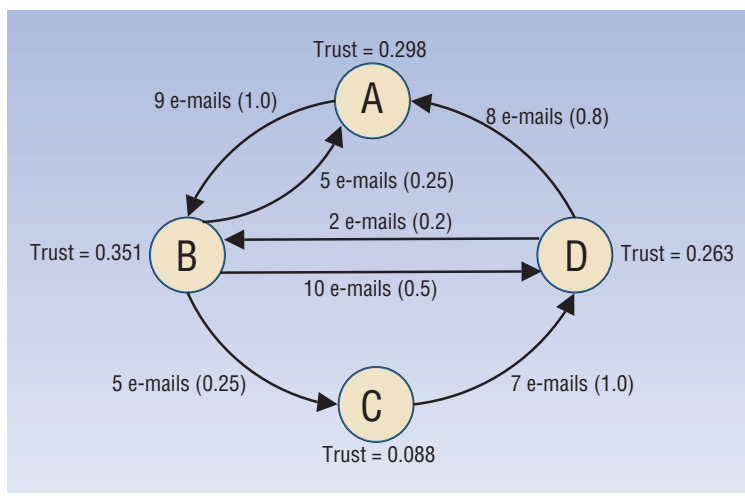 Trust = 0.298
A
9 e-mails (1.0)
8 e-mails (0.8)
5 e-mails (0.25)
2 e-mails (0.2)
Trust = 0.351
B
D
Trust = 0.263
10 e-mails (0.5)
5 e-mails (0.25)
7 e-mails (1.0)
C
Trust = 0.088